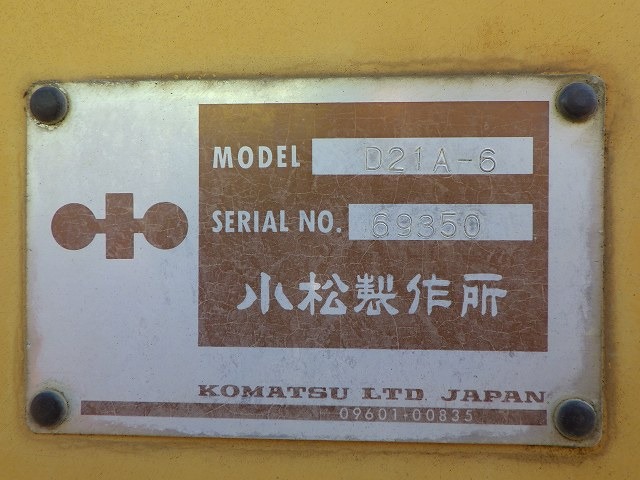 MODEL D21A-6
SERIAL NO. 69350
小松製作所
KOMATSU LTD. JAPAN
09601-00835